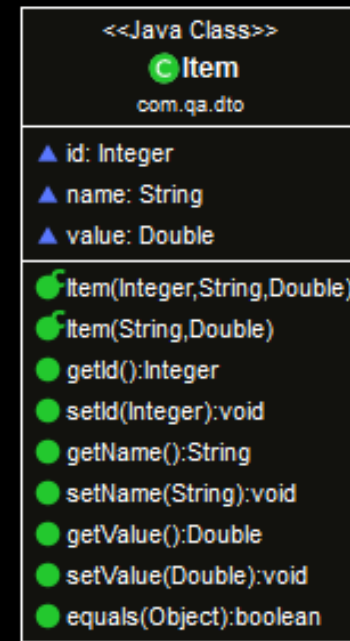 <<Java Class>>
C Item
com.qa.dto
id: Integer
name: String
value: Double
Item(Integer,String,Double)
Item(String,Double)
getId():Integer
setId(Integer):void
getName():String
setName(String):void
getValue():Double
setValue(Double):void
equals(Object):boolean